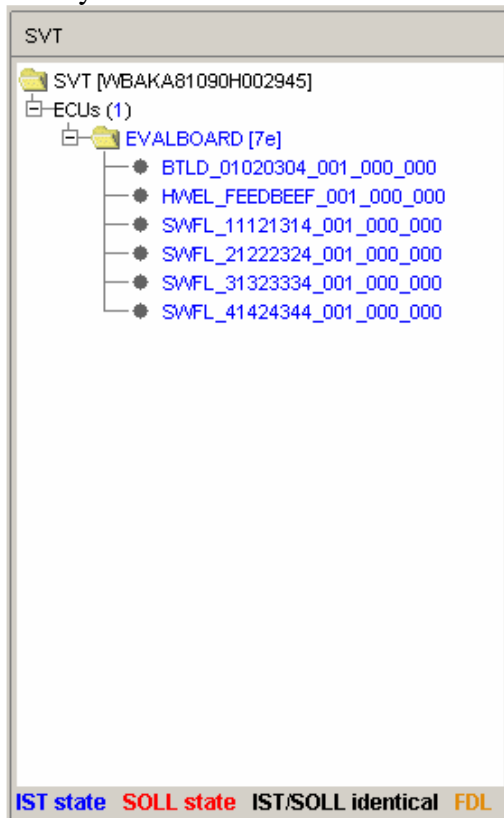 SVT
SVT [WBAKA81090H002945]
ECUs (1)
EVALBOARD [7e]
BTLD_01020304_001_000_000
HWEL_FEEDBEEF_001_000_000
SWFL_11121314_001_000_000
SWFL_21222324_001_000_000
SWFL_31323334_001_000_000
SWFL_41424344_001_000_000
IST state SOLL state IST/SOLL identical FDL